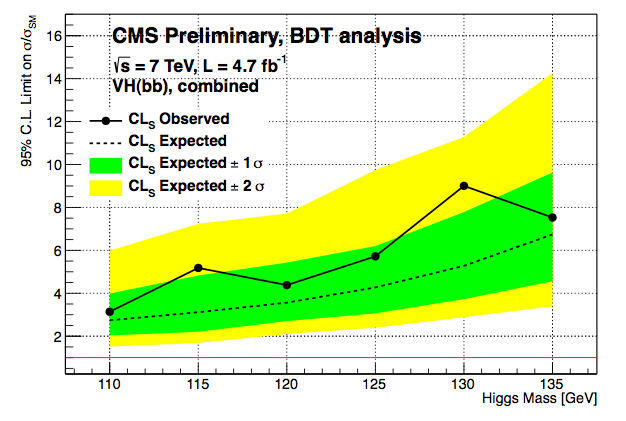 95% C.L. Limit on σ/σSM
CMS Preliminary, BDT analysis
√s = 7 TeV, L = 4.7 fb-1
VH(bb), combined
CLS Observed
CLS Expected
CLS Expected ± 1 σ
CLS Expected ± 2 σ
16
14
12
10
8
6
4
2
110 115 120 125 130 135
Higgs Mass [GeV]